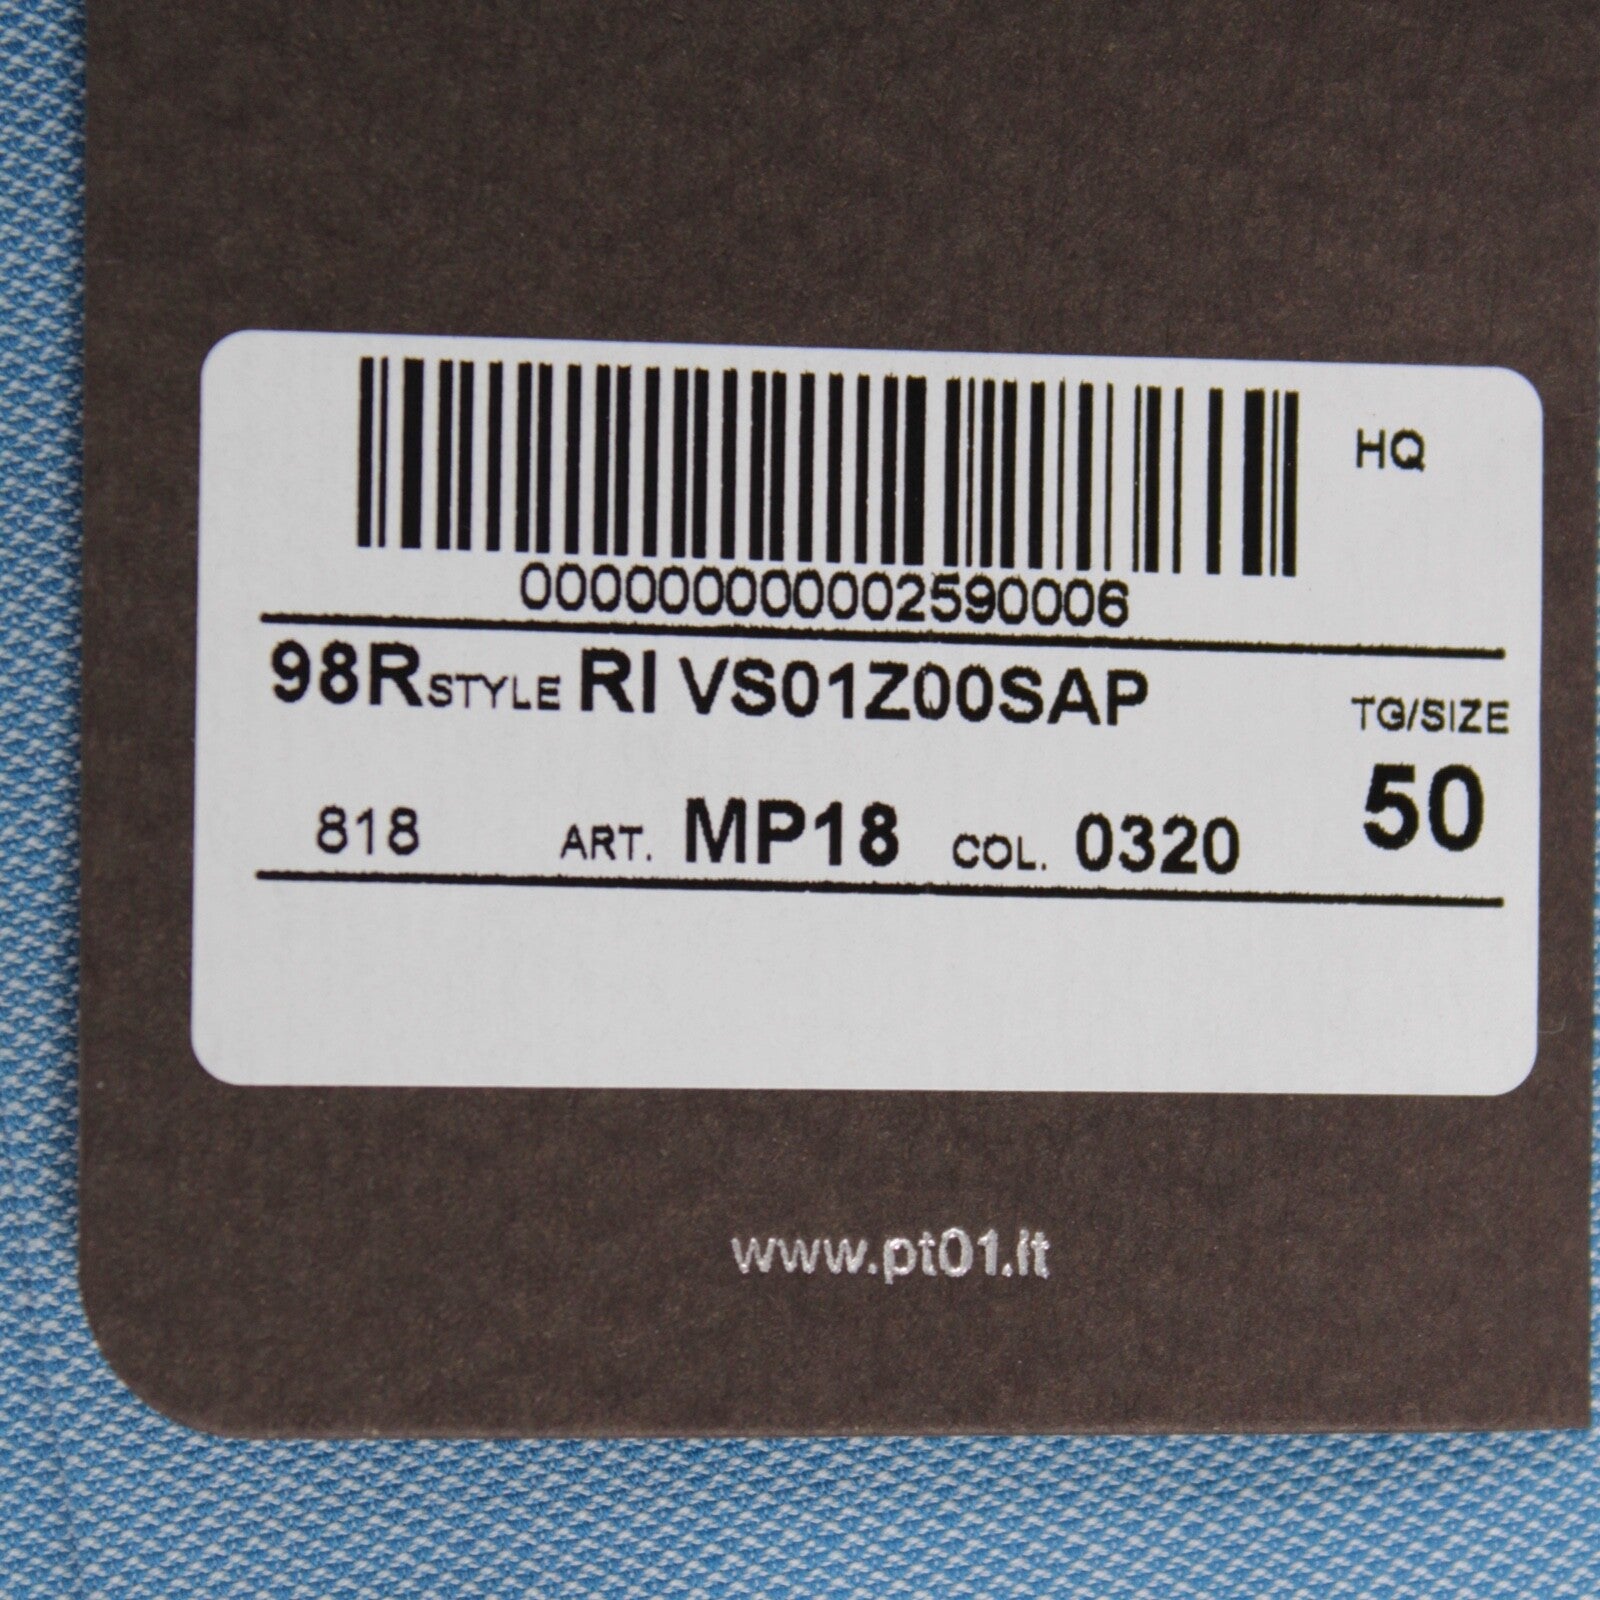 HQ
000000000002590006
98R STYLE RI VS01Z00SAP
TG/SIZE
50
818 ART. MP18 COL. 0320
www.pt01.it